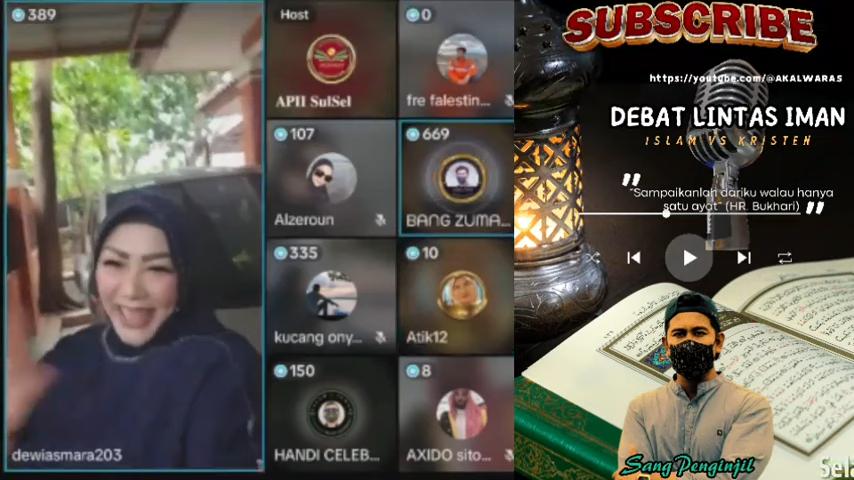 389
dewiasmara203
Host
APII SulSel
0
fre falestin...
107
Alzeroun
669
BANG ZUMA...
335
kucang ony...
10
Atik12
150
HANDI CELEB...
8
AXIDO sito...
SUBSCRIBE
https://youtube.com/@AKALWARAS
DEBAT LINTAS IMAN
ISLAM VS KRISTEN
"Sampaikanlah dariku walau hanya
satu ayat" (HR. Bukhari)
Sang Penginjil
Sela